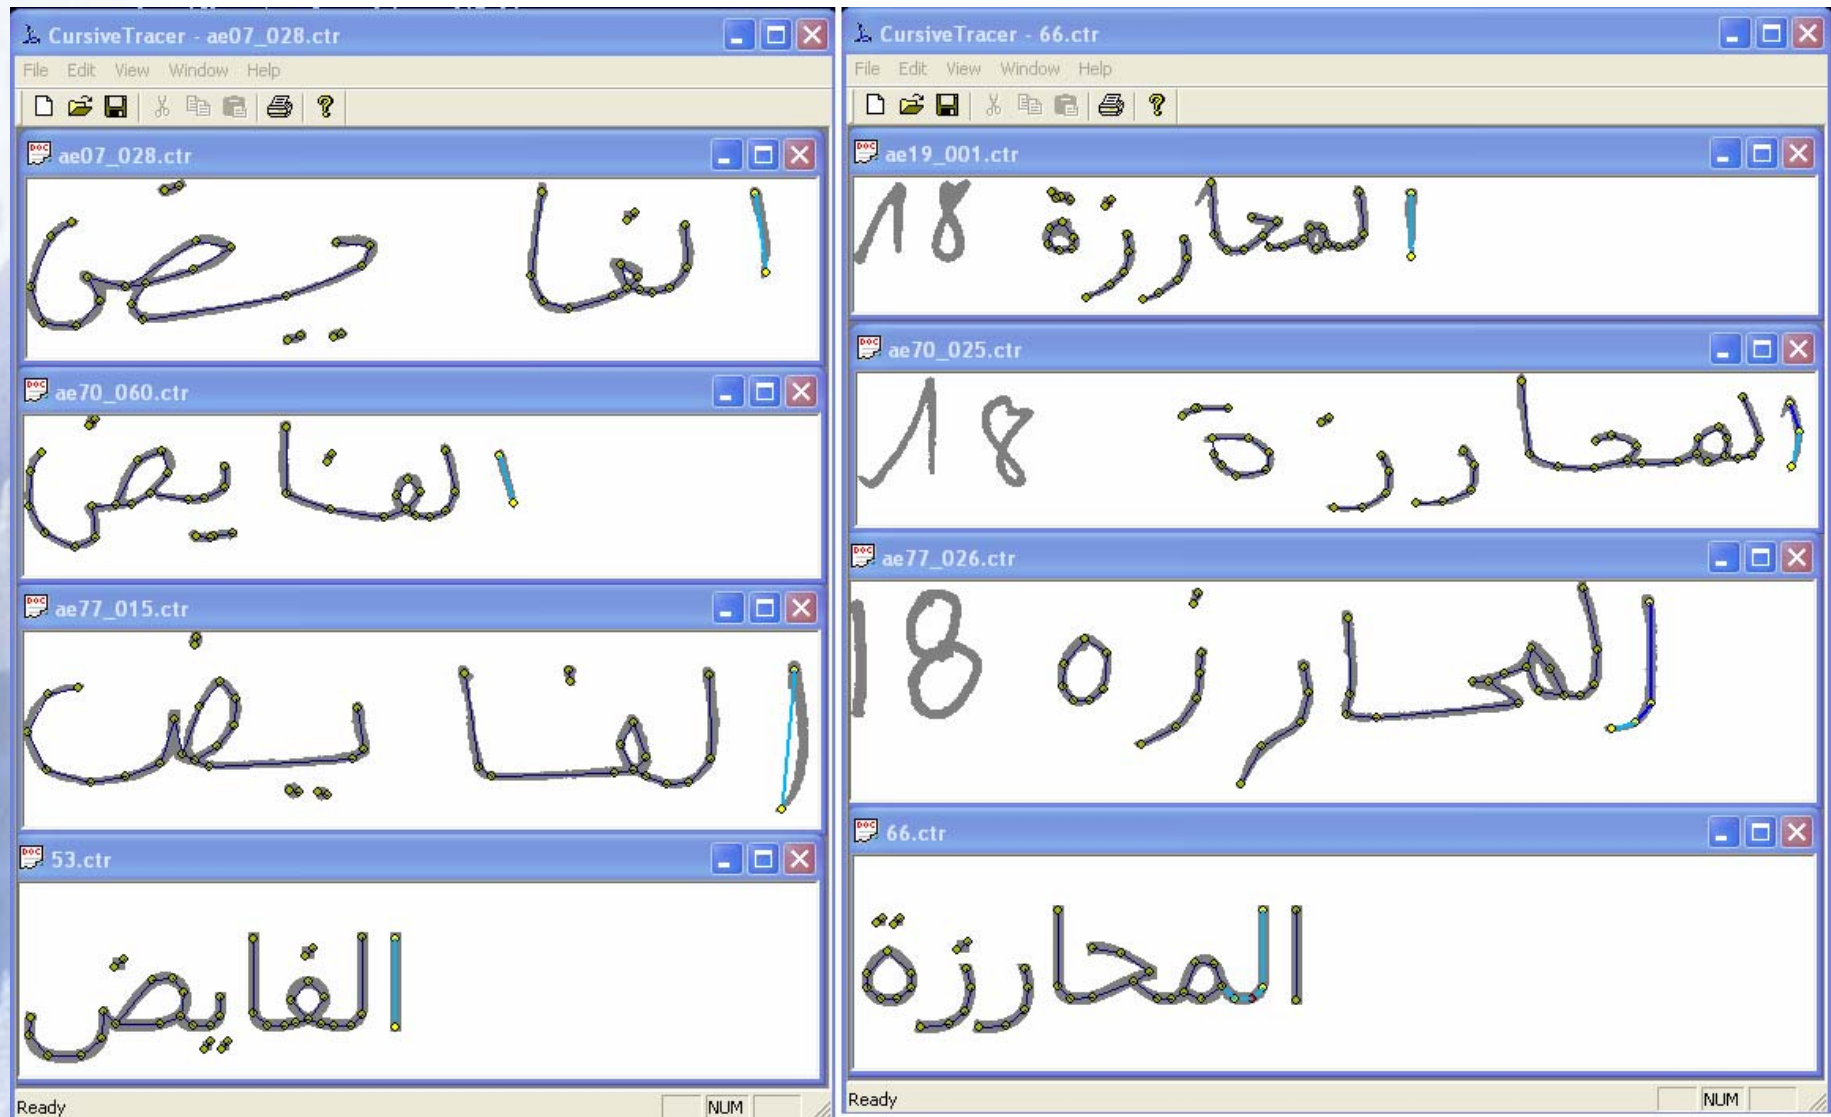 CursiveTracer - ae07_028.ctr
File Edit View Window Help
ae07_028.ctr
الفايض
ae70_060.ctr
الفايض
ae77_015.ctr
الفايض
53.ctr
الفايض
Ready NUM
CursiveTracer - 66.ctr
File Edit View Window Help
ae19_001.ctr
المحارزة 18
ae70_025.ctr
المحارزة 18
ae77_026.ctr
المحارزه 18
66.ctr
المحارزة
Ready NUM